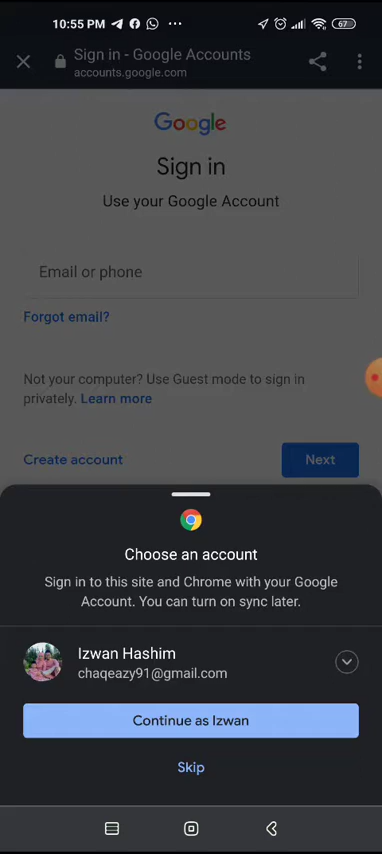 10:55 PM ... 67
Sign in - Google Accounts
accounts.google.com
Google
Sign in
Use your Google Account
Email or phone
Forgot email?
Not your computer? Use Guest mode to sign in
privately. Learn more
Create account
Next
Choose an account
Sign in to this site and Chrome with your Google
Account. You can turn on sync later.
Izwan Hashim
chaqeazy91@gmail.com
Continue as Izwan
Skip